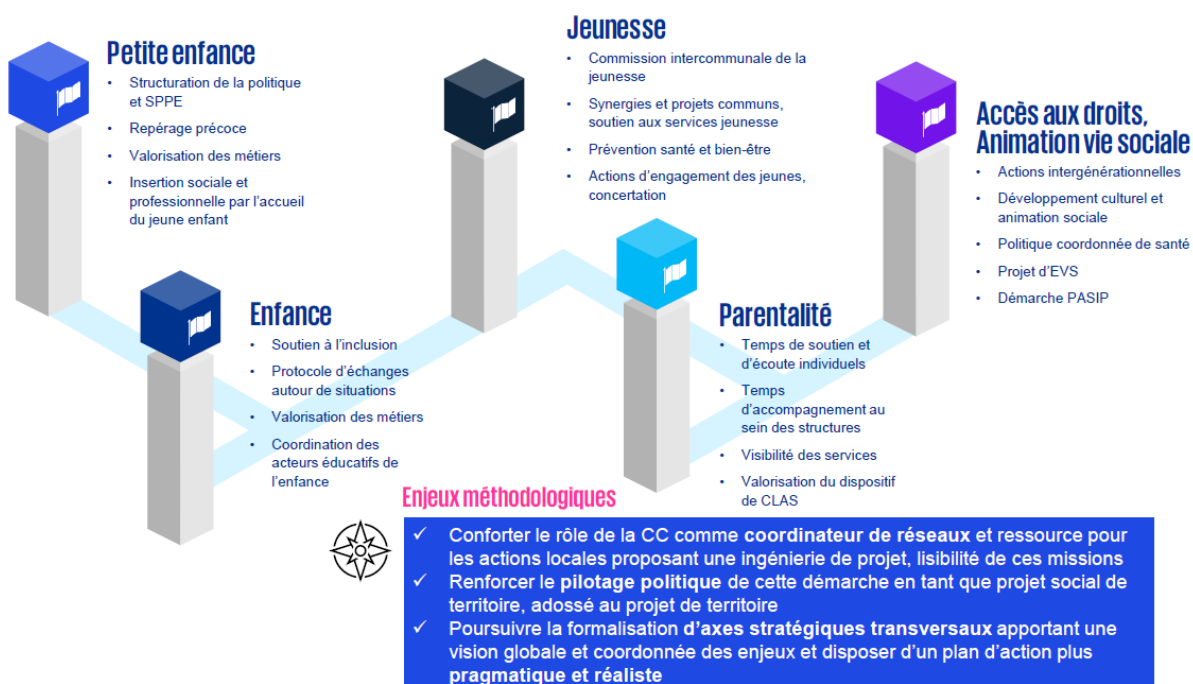 Petite enfance
• Structuration de la politique
et SPPE
• Repérage précoce
• Valorisation des métiers
• Insertion sociale et
professionnelle par l'accueil
du jeune enfant
Enfance
• Soutien à l'inclusion
• Protocole d'échanges
autour de situations
• Valorisation des métiers
• Coordination des
acteurs éducatifs de
l'enfance
Jeunesse
• Commission intercommunale de la
jeunesse
• Synergies et projets communs,
soutien aux services jeunesse
• Prévention santé et bien-être
• Actions d'engagement des jeunes,
concertation
Parentalité
• Temps de soutien et
d'écoute individuels
• Temps
d'accompagnement au
sein des structures
• Visibilité des services
• Valorisation du dispositif
de CLAS
Accès aux droits,
Animation vie sociale
• Actions intergénérationnelles
• Développement culturel et
animation sociale
• Politique coordonnée de santé
• Projet d'EVS
• Démarche PASIP
Enjeux méthodologiques
✓ Conforter le rôle de la CC comme coordinateur de réseaux et ressource pour
les actions locales proposant une ingénierie de projet, lisibilité de ces missions
✓ Renforcer le pilotage politique de cette démarche en tant que projet social de
territoire, adossé au projet de territoire
✓ Poursuivre la formalisation d'axes stratégiques transversaux apportant une
vision globale et coordonnée des enjeux et disposer d'un plan d'action plus
pragmatique et réaliste